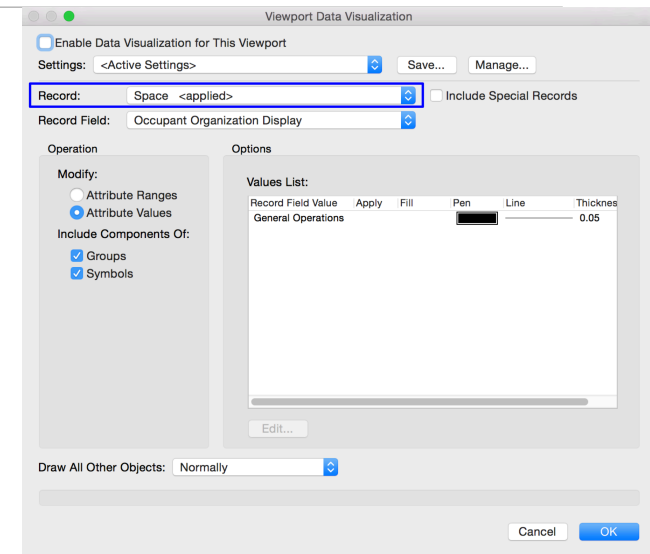 Viewport Data Visualization
Enable Data Visualization for This Viewport
Settings: <Active Settings> Save... Manage...
Record: Space <applied> Include Special Records
Record Field: Occupant Organization Display
Operation Options
Modify:
Attribute Ranges
Attribute Values
Include Components Of:
Groups
Symbols
Values List:
Record Field Value Apply Fill Pen Line Thicknes
General Operations 0.05
Edit...
Draw All Other Objects: Normally
Cancel OK